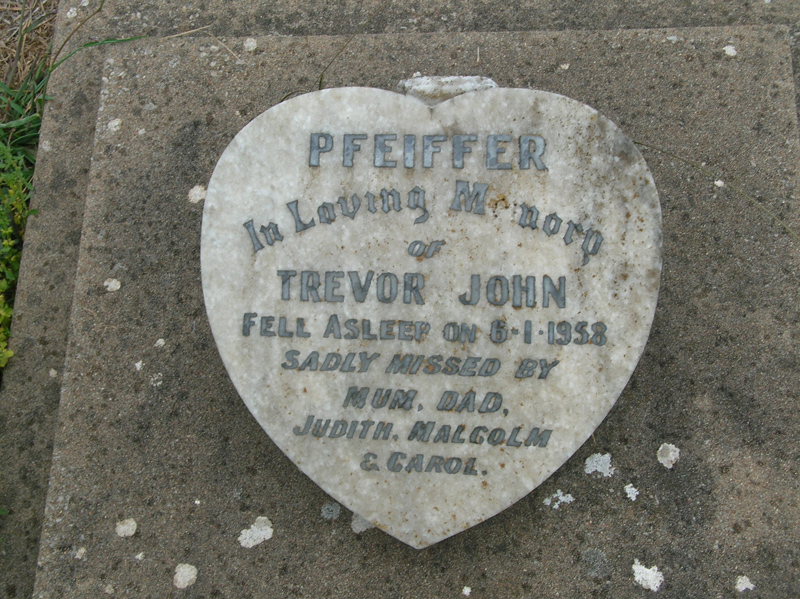 PFEIFFER
In Loving Memory
OF
TREVOR JOHN
FELL ASLEEP ON 6-1-1958
SADLY MISSED BY
MUM, DAD,
JUDITH, MALCOLM
& CAROL.